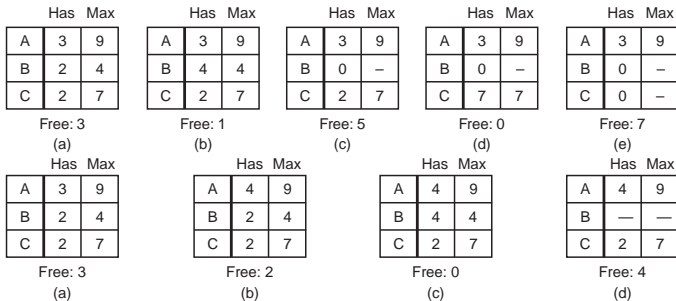 Has Max Has Max Has Max Has Max Has Max
A 3 9 A 3 9 A 3 9 A 3 9 A 3 9
B 2 4 B 4 4 B 0 – B 0 – B 0 –
C 2 7 C 2 7 C 2 7 C 7 7 C 0 –
Free: 3 Free: 1 Free: 5 Free: 0 Free: 7
(a) (b) (c) (d) (e)
Has Max Has Max Has Max Has Max
A 3 9 A 4 9 A 4 9 A 4 9
B 2 4 B 2 4 B 4 4 B — —
C 2 7 C 2 7 C 2 7 C 2 7
Free: 3 Free: 2 Free: 0 Free: 4
(a) (b) (c) (d)